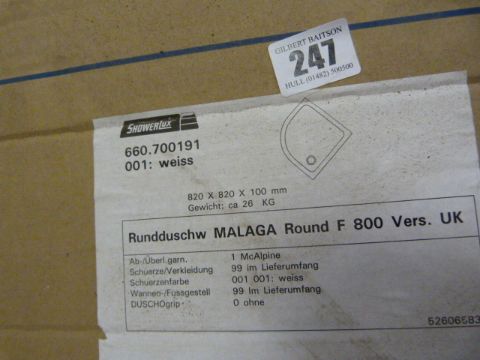 GILBERT BAITSON
247
HULL (01482) 500500
SHOWERLUX
660.700191
001: weiss
820 X 820 X 100 mm
Gewicht: ca 26 KG
Rundduschw MALAGA Round F 800 Vers. UK
Ab-/Überl.garn. 1 McAlpine
Schuerze/Verkleidung 99 im Lieferumfang
Schuerzenfarbe 001 001: weiss
Wannen-/Fussgestell 99 im Lieferumfang
DUSCHOgrip 0 ohne
52606583